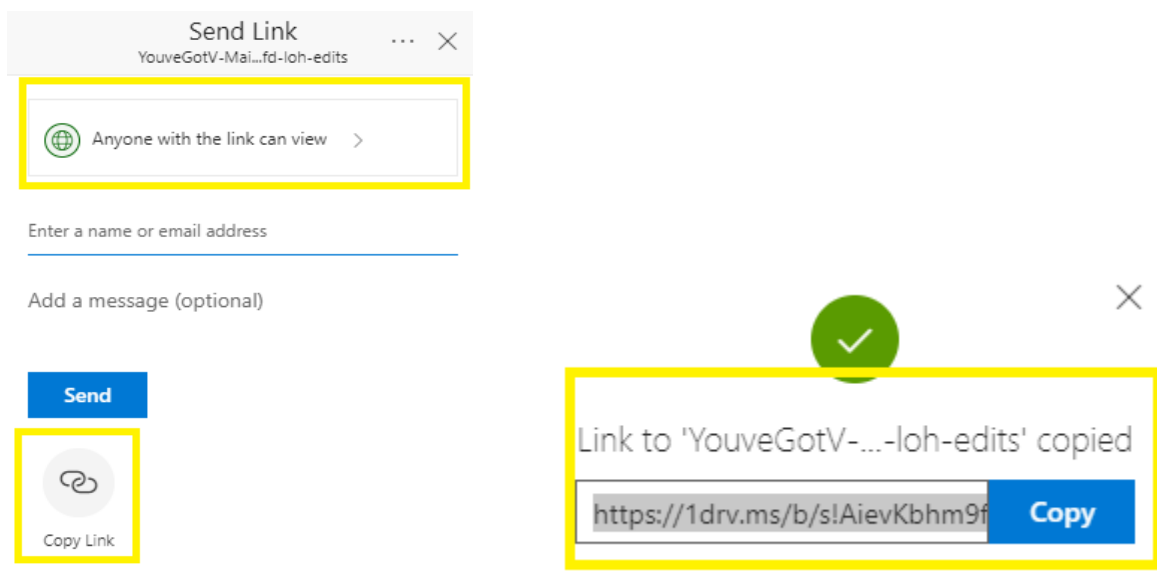 Send Link
YouveGotV-Mai...fd-loh-edits
Anyone with the link can view
Enter a name or email address
Add a message (optional)
Send
Copy Link
Link to 'YouveGotV-...-loh-edits' copied
https://1drv.ms/b/s!AievKbhm9f
Copy